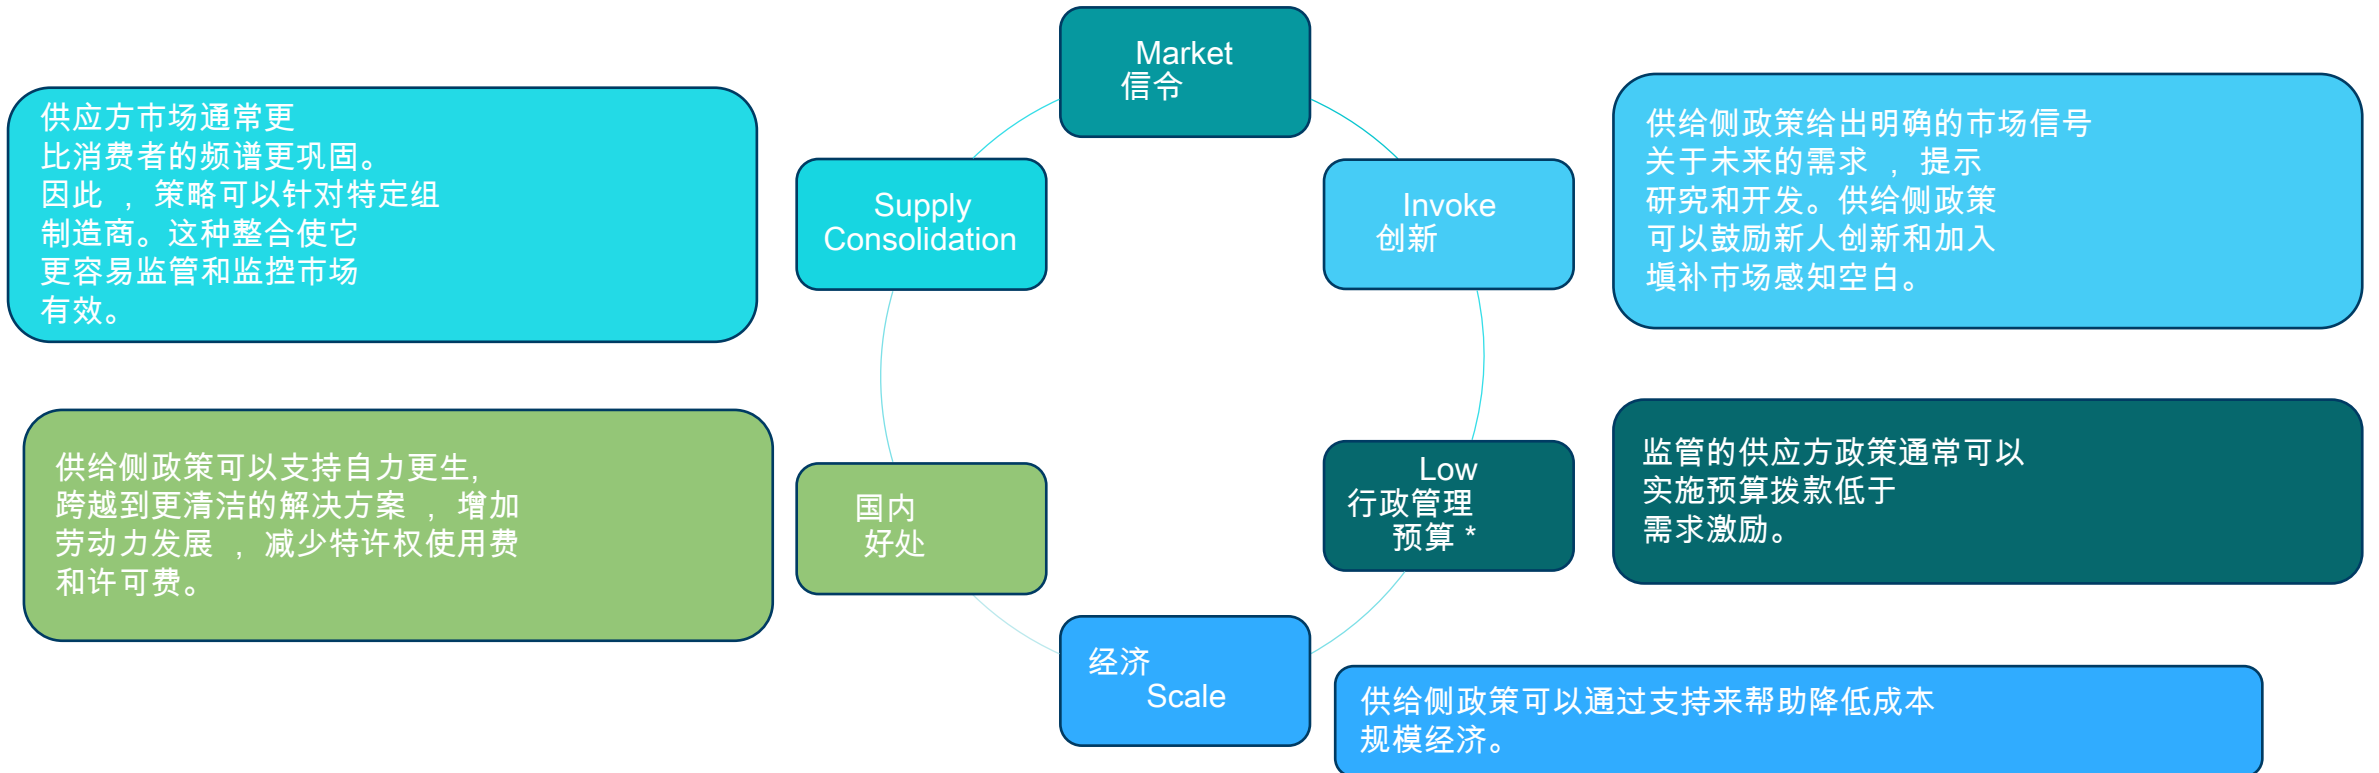 Market
信令
供应方市场通常更
比消费者的频谱更巩固。
因此 ，策略可以针对特定组
制造商。这种整合使它
更容易监管和监控市场
有效。
Supply
Consolidation
Invoke
创新
供给侧政策给出明确的市场信号
关于未来的需求 ，提示
研究和开发。供给侧政策
可以鼓励新人创新和加入
填补市场感知空白。
供给侧政策可以支持自力更生,
跨越到更清洁的解决方案 ，增加
劳动力发展 ，减少特许权使用费
和许可费。
国内
好处
Low
行政管理
预算 *
监管的供应方政策通常可以
实施预算拨款低于
需求激励。
经济
Scale
供给侧政策可以通过支持来帮助降低成本
规模经济。